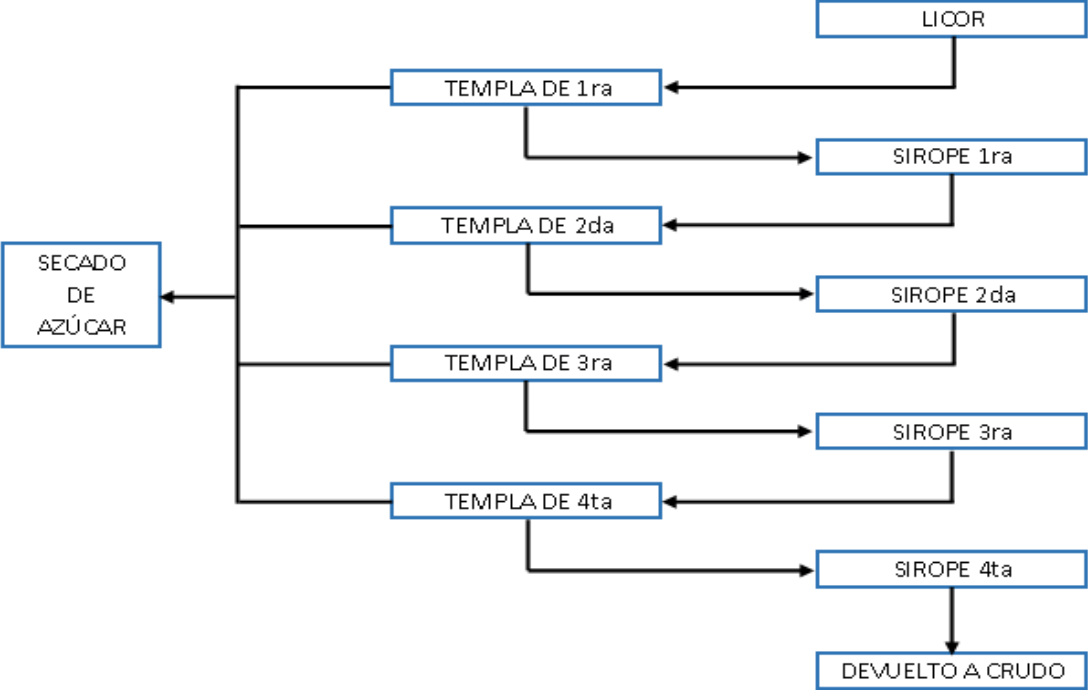 LICOR
TEMPLA DE 1ra
SIROPE 1ra
TEMPLA DE 2da
SECADO
DE
AZÚCAR
SIROPE 2da
TEMPLA DE 3ra
SIROPE 3ra
TEMPLA DE 4ta
SIROPE 4ta
DEVUELTO A CRUDO